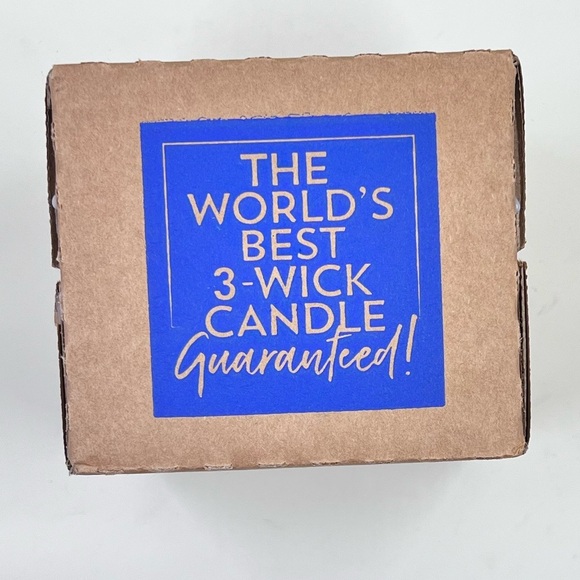 THE
WORLD'S
BEST
3-WICK
CANDLE
Guaranteed!